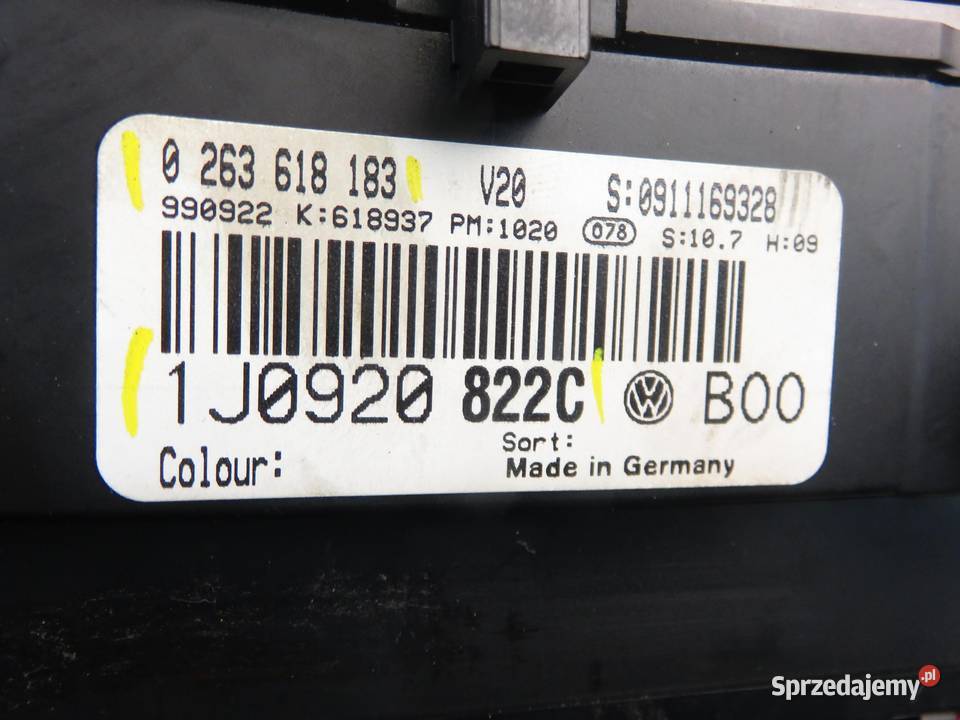 0 263 618 183 V20 S:0911169328
990922 K:618937 PM:1020 078 S:10.7 H:09
1J0920 822C VW B00
Sort:
Colour: Made in Germany
Sprzedajemy.pl